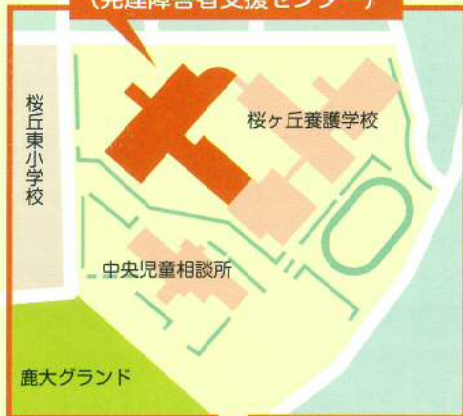 (発達障害者支援センター)
桜ヶ丘養護学校
桜丘東小学校
中央児童相談所
鹿大グランド